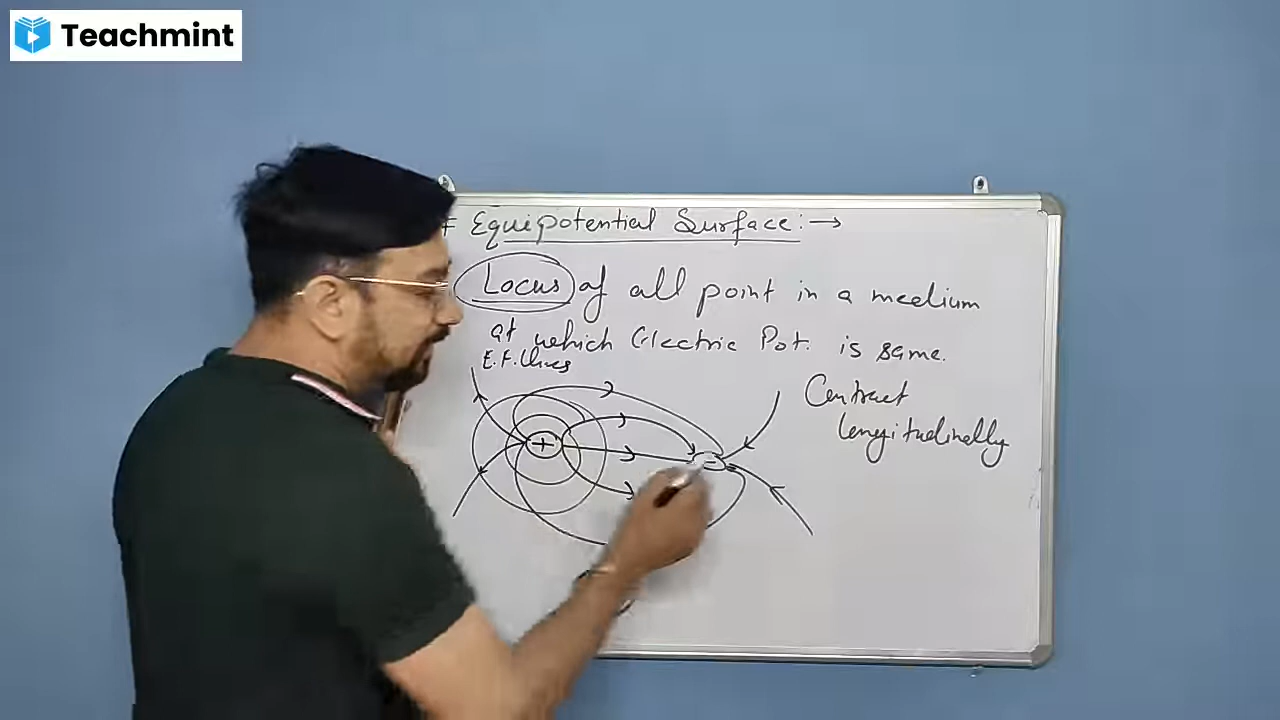 Teachmint
# Equipotential Surface:→
Locus of all point in a medium
at which Electric Pot. is same.
E.F. lines
Contract
longitudinally
+
-